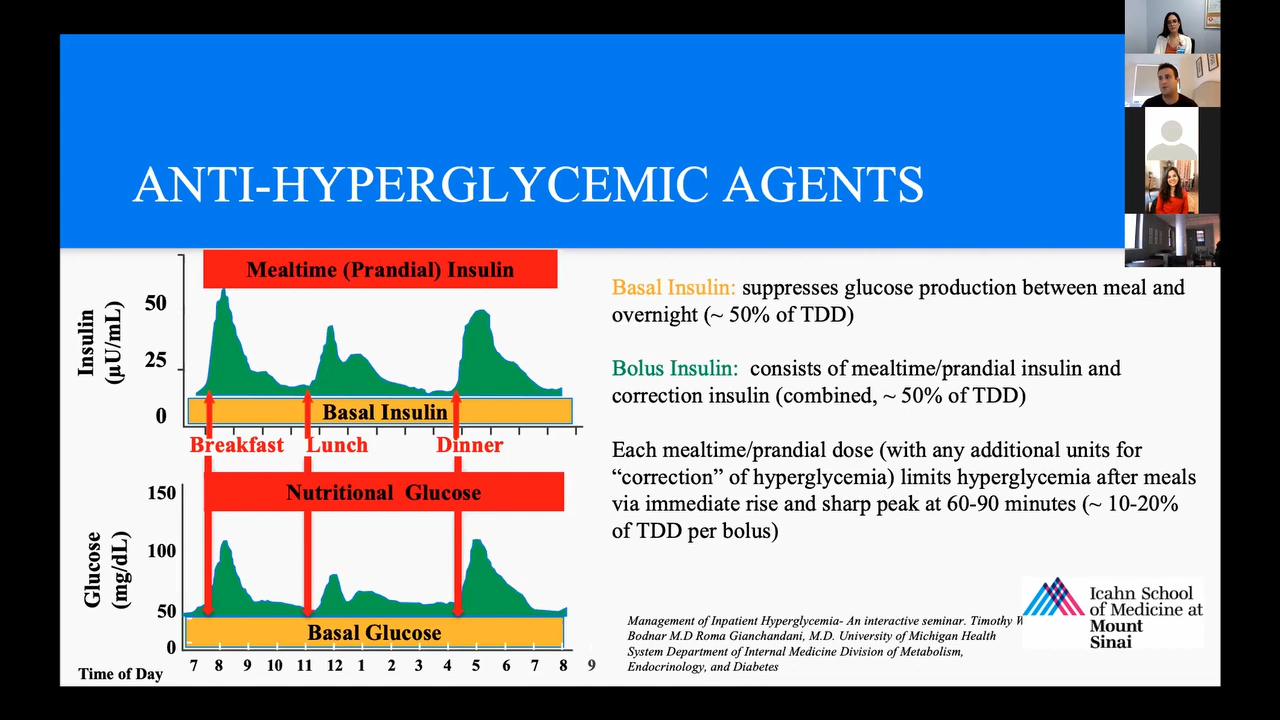 ANTI-HYPERGLYCEMIC AGENTS
Mealtime (Prandial) Insulin
Insulin
(µU/mL)
50
25
0
Basal Insulin
Breakfast
Lunch
Dinner
Nutritional Glucose
Glucose
(mg/dL)
150
100
50
0
Basal Glucose
7 8 9 10 11 12 1 2 3 4 5 6 7 8 9
Time of Day
Basal Insulin: suppresses glucose production between meal and
overnight (~ 50% of TDD)
Bolus Insulin: consists of mealtime/prandial insulin and
correction insulin (combined, ~ 50% of TDD)
Each mealtime/prandial dose (with any additional units for
“correction” of hyperglycemia) limits hyperglycemia after meals
via immediate rise and sharp peak at 60-90 minutes (~ 10-20%
of TDD per bolus)
Management of Inpatient Hyperglycemia- An interactive seminar. Timothy W
Bodnar M.D Roma Gianchandani, M.D. University of Michigan Health
System Department of Internal Medicine Division of Metabolism,
Endocrinology, and Diabetes
Icahn School
of Medicine at
Mount
Sinai